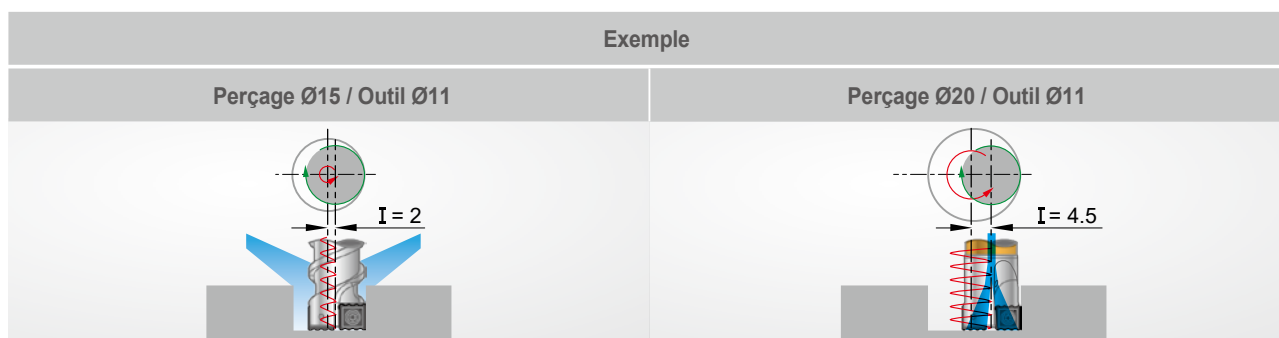 Exemple
Perçage Ø15 / Outil Ø11
Perçage Ø20 / Outil Ø11
I = 2
I = 4.5